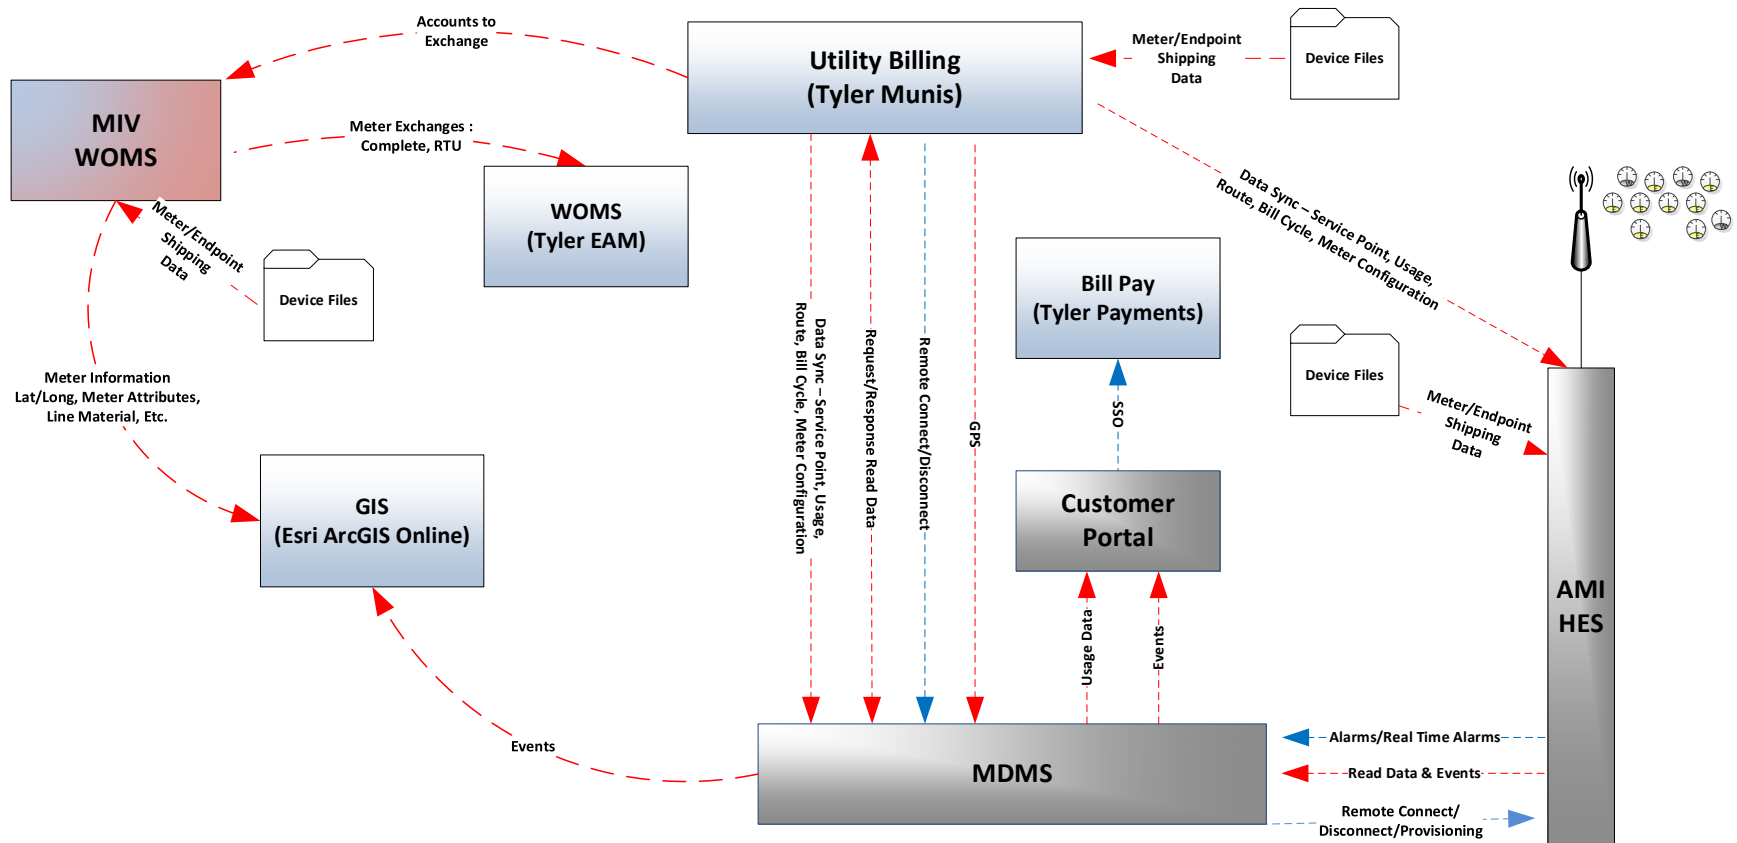 Accounts to
Exchange
Utility Billing
(Tyler Munis)
Meter/Endpoint
Shipping
Data
Device Files
MIV
WOMS
Meter Exchanges :
Complete, RTU
WOMS
(Tyler EAM)
Meter/Endpoint
Shipping
Data
Device Files
Data Sync – Service Point, Usage,
Route, Bill Cycle, Meter Configuration
Bill Pay
(Tyler Payments)
Device Files
Meter/Endpoint
Shipping
Data
Meter Information
Lat/Long, Meter Attributes,
Line Material, Etc.
Data Sync – Service Point, Usage,
Route, Bill Cycle, Meter Configuration
Request/Response Read Data
Remote Connect/Disconnect
GPS
SSO
GIS
(Esri ArcGIS Online)
Customer
Portal
AMI
HES
Usage Data
Events
Events
MDMS
Alarms/Real Time Alarms
Read Data & Events
Remote Connect/
Disconnect/Provisioning